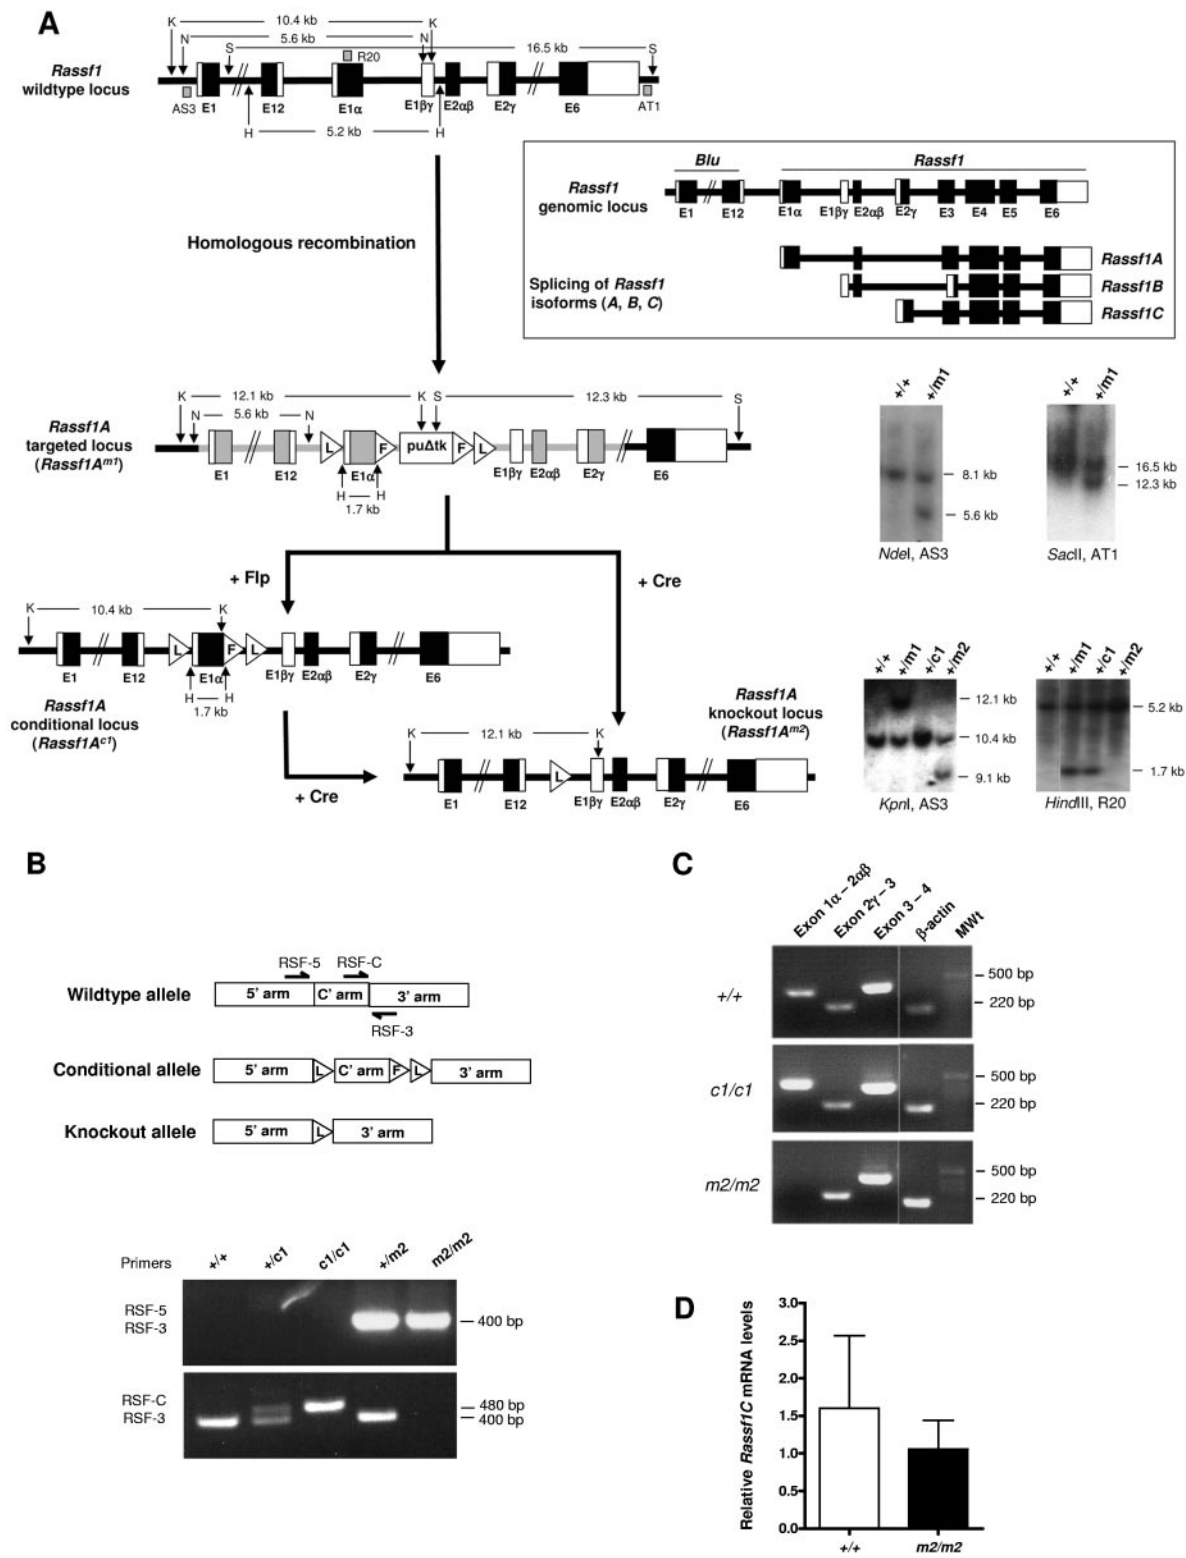 A
K 10.4 kb K
N 5.6 kb N
S 16.5 kb S
R20
Rassf1
wildtype locus
AS3 E1 E12 E1α E1βγ E2αβ E2γ E6 AT1
H 5.2 kb H
Homologous recombination
Blu Rassf1
Rassf1
genomic locus
E1 E12 E1α E1βγ E2αβ E2γ E3 E4 E5 E6
Splicing of Rassf1
isoforms (A, B, C)
Rassf1A
Rassf1B
Rassf1C
K 12.1 kb K S 12.3 kb S
N 5.6 kb N
Rassf1A
targeted locus
(Rassf1Aᵐ¹)
L F puΔtk F L
E1 E12 E1α E1βγ E2αβ E2γ E6
H H
1.7 kb
+/+ +/m1
8.1 kb
5.6 kb
NdeI, AS3
+/+ +/m1
16.5 kb
12.3 kb
SacII, AT1
+ Flp
+ Cre
K 10.4 kb K
L F L
E1 E12 E1α E1βγ E2αβ E2γ E6
H H
1.7 kb
Rassf1A
conditional locus
(Rassf1Aᶜ¹)
+ Cre
Rassf1A
knockout locus
(Rassf1Aᵐ²)
K 12.1 kb K
L
E1 E12 E1βγ E2αβ E2γ E6
+/+ +/m1 +/c1 +/m2
12.1 kb
10.4 kb
9.1 kb
KpnI, AS3
+/+ +/m1 +/c1 +/m2
5.2 kb
1.7 kb
HindIII, R20
B
RSF-5 RSF-C
Wildtype allele 5' arm C' arm 3' arm
RSF-3
Conditional allele 5' arm L C' arm F L 3' arm
Knockout allele 5' arm L 3' arm
Primers +/+ +/c1 c1/c1 +/m2 m2/m2
RSF-5
RSF-3
400 bp
RSF-C
RSF-3
480 bp
400 bp
C
Exon 1α – 2αβ
Exon 2γ – 3
Exon 3 – 4
β-actin
MWt
+/+
500 bp
220 bp
c1/c1
500 bp
220 bp
m2/m2
500 bp
220 bp
D
Relative Rassf1C mRNA levels
3.0
2.5
2.0
1.5
1.0
0.5
0.0
+/+ m2/m2